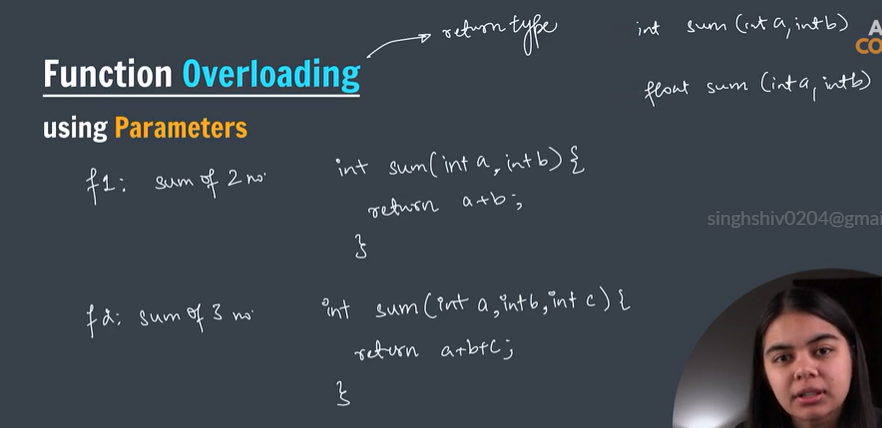 return type
int sum (int a, int b)
A
CO
Function Overloading
float sum (int a, int b)
using Parameters
f1: sum of 2 no.
int sum(int a, int b) {
return a+b;
}
singhshiv0204@gmai
f2: sum of 3 no.
int sum(int a, int b, int c) {
return a+b+c;
}